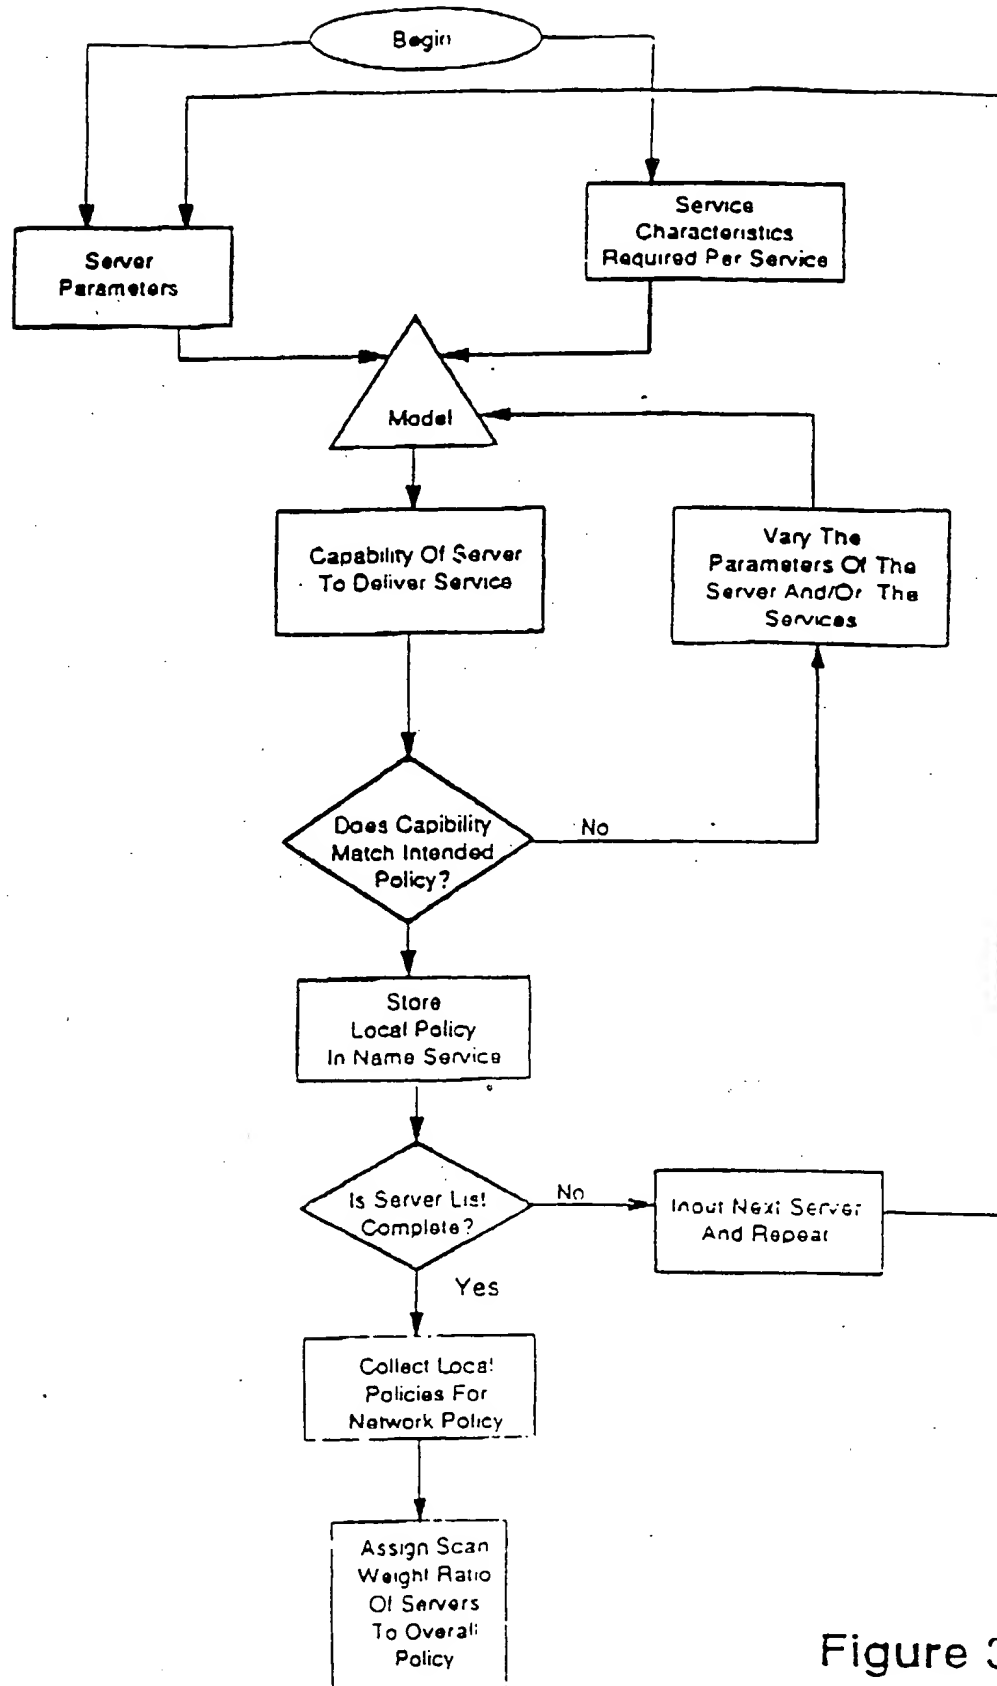 Begin
Service
Characteristics
Required Per Service
Server
Parameters
Model
Capability Of Server
To Deliver Service
Vary The
Parameters Of The
Server And/Or The
Services
Does Capibility
Match Intended
Policy?
No
Store
Local Policy
In Name Service
Is Server List
Complete?
No
Input Next Server
And Repeat
Yes
Collect Local
Policies For
Network Policy
Assign Scan
Weight Ratio
Of Servers
To Overall
Policy
Figure 3